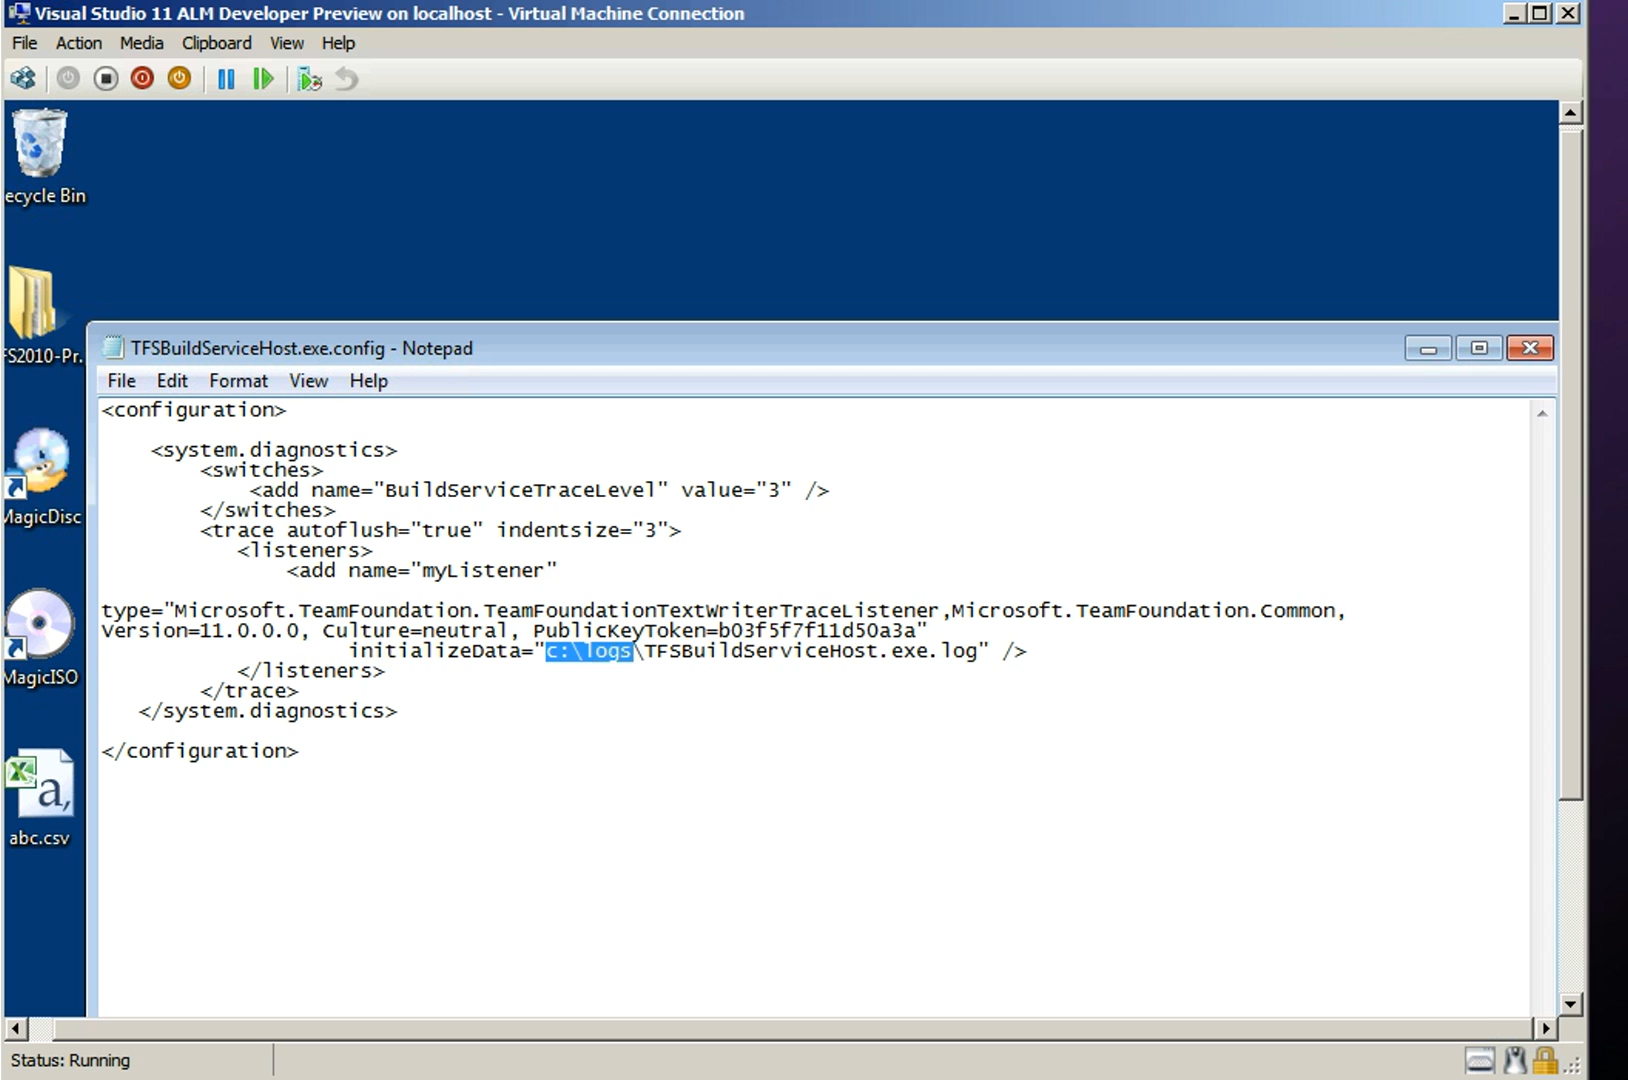 Visual Studio 11 ALM Developer Preview on localhost - Virtual Machine Connection
File Action Media Clipboard View Help
ecycle Bin
FS2010-Pr.
MagicDisc
MagicISO
a,
abc.csv
TFSBuildServiceHost.exe.config - Notepad
File Edit Format View Help
<configuration>
<system.diagnostics>
<switches>
<add name="BuildServiceTraceLevel" value="3" />
</switches>
<trace autoflush="true" indentsize="3">
<listeners>
<add name="myListener"
type="Microsoft.TeamFoundation.TeamFoundationTextWriterTraceListener,Microsoft.TeamFoundation.Common,
Version=11.0.0.0, Culture=neutral, PublicKeyToken=b03f5f7f11d50a3a"
initializeData="c:\logs\TFSBuildServiceHost.exe.log" />
</listeners>
</trace>
</system.diagnostics>
</configuration>
Status: Running